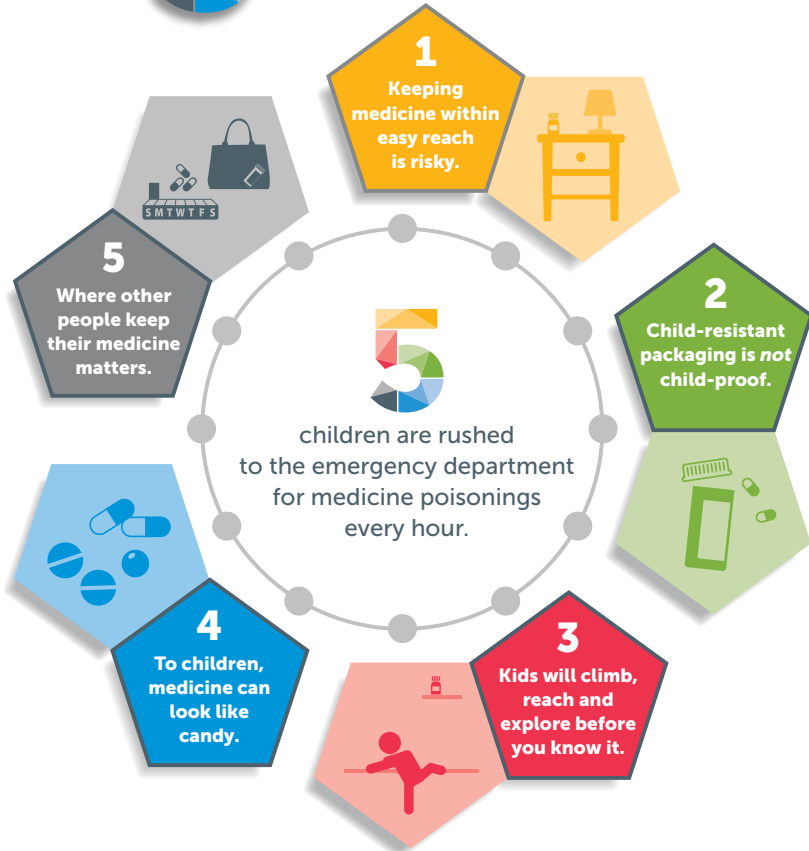 1
Keeping
medicine within
easy reach
is risky.
2
Child-resistant
packaging is not
child-proof.
3
Kids will climb,
reach and
explore before
you know it.
4
To children,
medicine can
look like
candy.
5
Where other
people keep
their medicine
matters.
S M T W T F S
5
children are rushed
to the emergency department
for medicine poisonings
every hour.